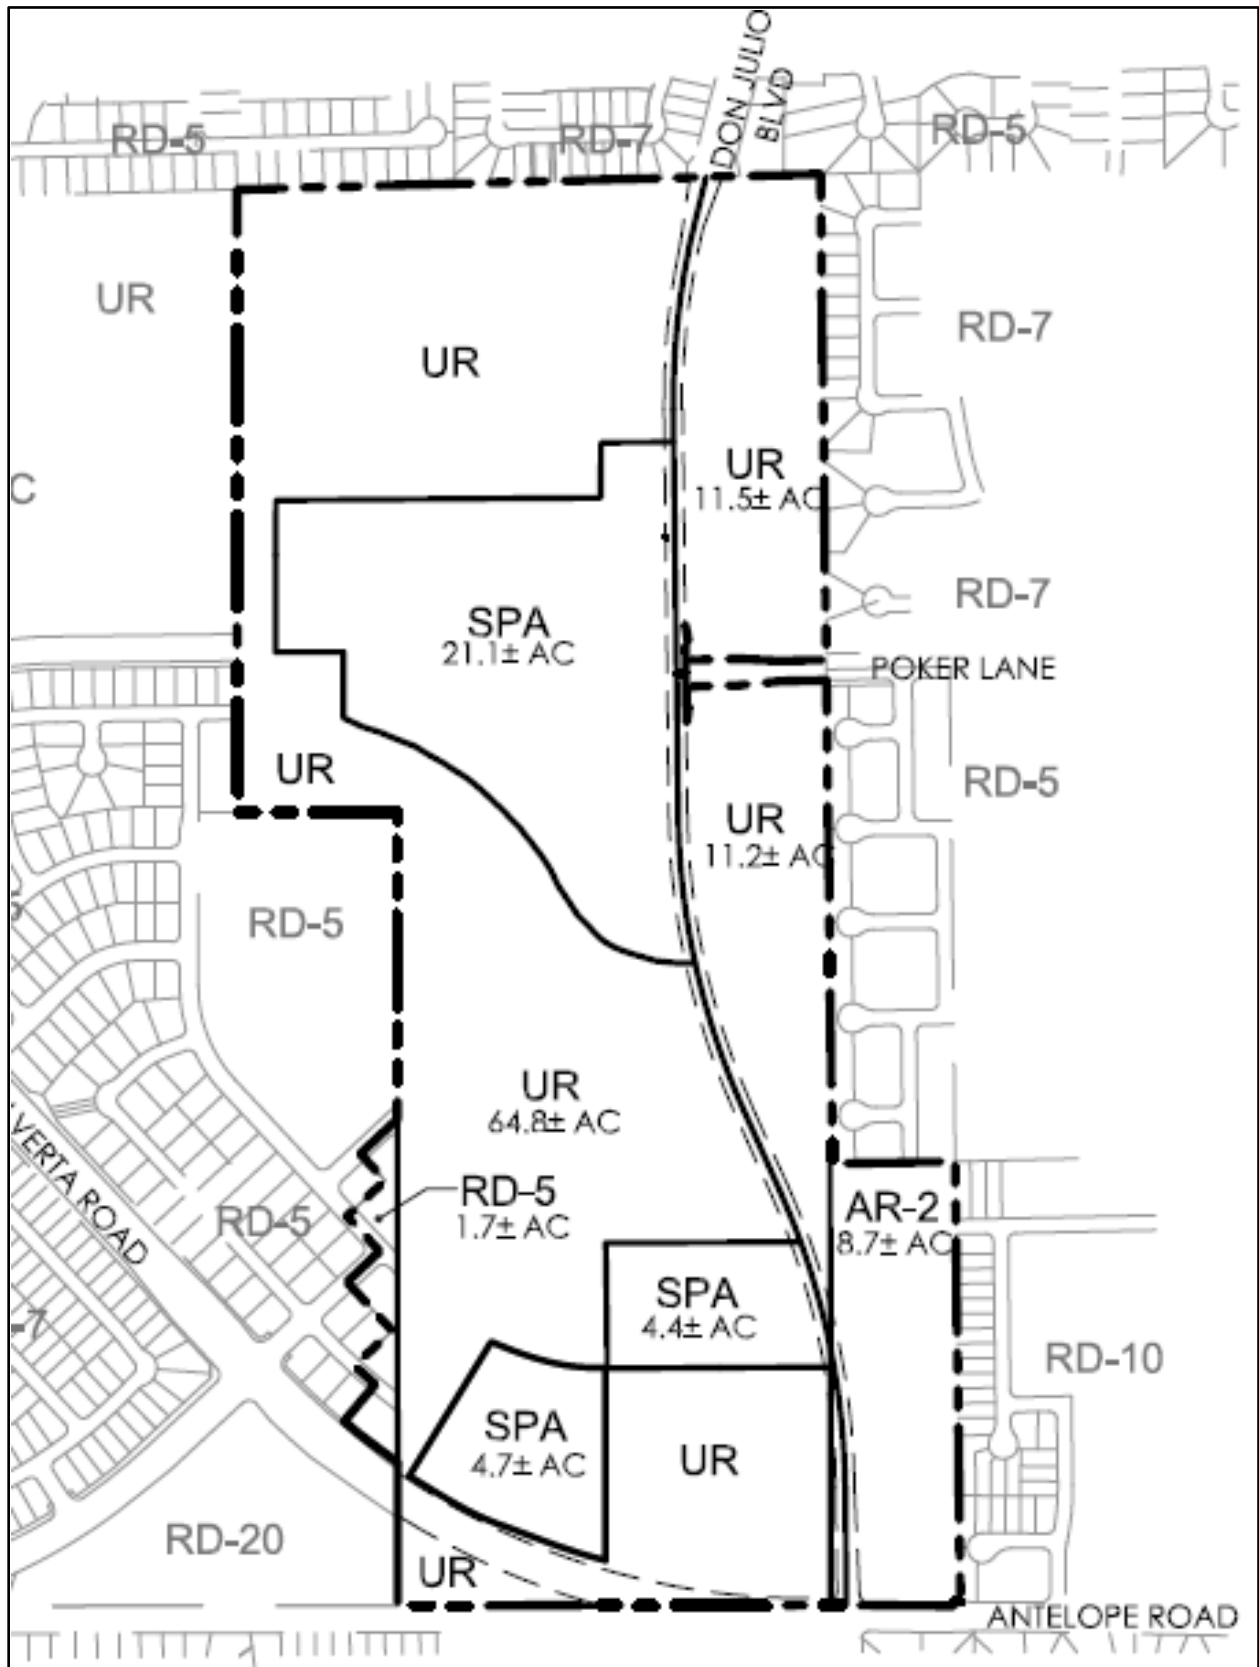 DON JULIO
BLVD
RD-5
RD-7
RD-5
UR
RD-7
UR
UR
11.5± AC
C
RD-7
SPA
21.1± AC
POKER LANE
UR
RD-5
UR
11.2± AC
RD-5
UR
64.8± AC
VERTA ROAD
RD-5
RD-5
1.7± AC
AR-2
8.7± AC
SPA
4.4± AC
-7
RD-10
SPA
4.7± AC
UR
RD-20
UR
ANTELOPE ROAD